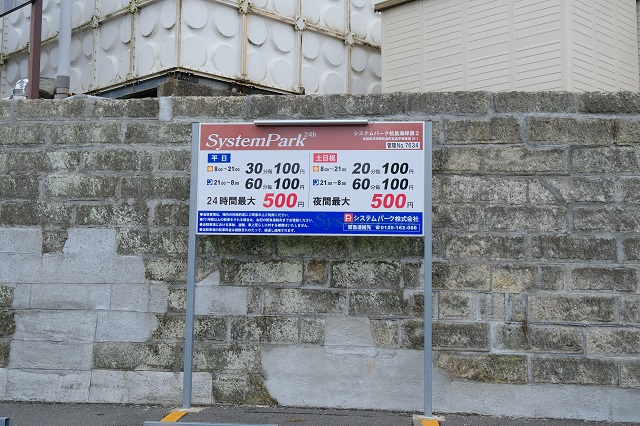 SystemPark 24h
システムパーク松島海岸第2
管理No.7634
平日
8:00～21:00 30分毎100円
21:00～8:00 60分毎100円
24時間最大 500円
土日祝
8:00～21:00 20分毎100円
21:00～8:00 60分毎100円
夜間最大 500円
P システムパーク株式会社
緊急連絡先 ☎0120-162-066